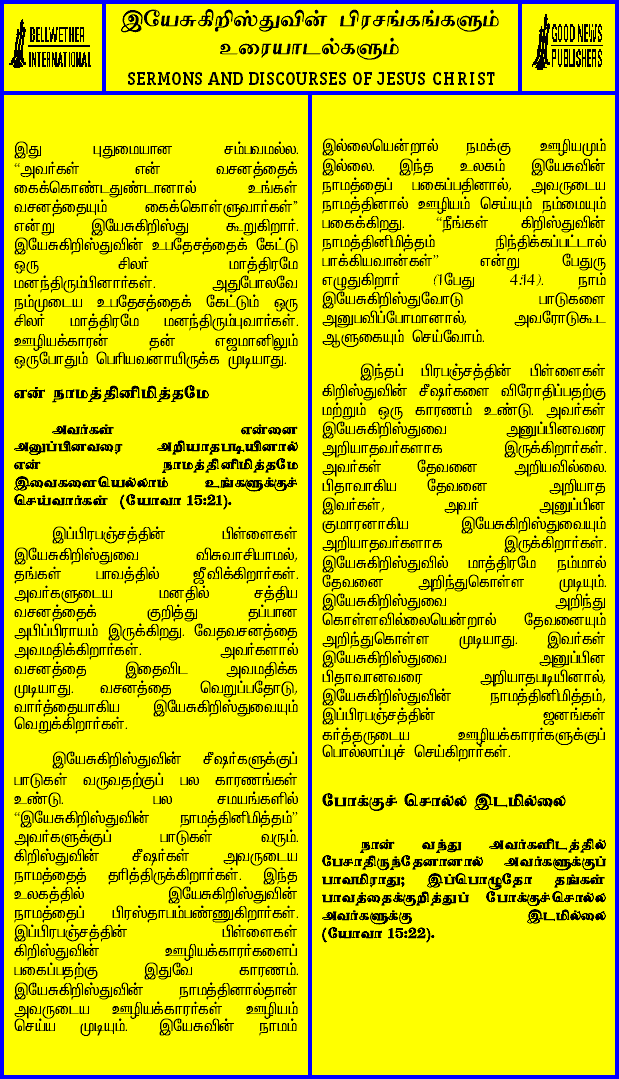 BELLWETHER
INTERNATIONAL
இயேசுகிறிஸ்துவின் பிரசங்கங்களும்
உரையாடல்களும்
SERMONS AND DISCOURSES OF JESUS CHRIST
GOOD NEWS
PUBLISHERS
இது புதுமையான சம்பவமல்ல.
“அவர்கள் என் வசனத்தைக்
கைக்கொண்டதுண்டானால் உங்கள்
வசனத்தையும் கைக்கொள்ளுவார்கள்”
என்று இயேசுகிறிஸ்து கூறுகிறார்.
இயேசுகிறிஸ்துவின் உபதேசத்தைக் கேட்டு
ஒரு சிலர் மாத்திரமே
மனந்திரும்பினார்கள். அதுபோலவே
நம்முடைய உபதேசத்தைக் கேட்டும் ஒரு
சிலர் மாத்திரமே மனந்திரும்புவார்கள்.
ஊழியக்காரன் தன் எஜமானிலும்
ஒருபோதும் பெரியவனாயிருக்க முடியாது.
என் நாமத்தினிமித்தமே
அவர்கள் என்னை
அனுப்பினவரை அறியாதபடியினால்
என் நாமத்தினிமித்தமே
இவைகளையெல்லாம் உங்களுக்குச்
செய்வார்கள் (யோவா 15:21).
இப்பிரபஞ்சத்தின் பிள்ளைகள்
இயேசுகிறிஸ்துவை விசுவாசியாமல்,
தங்கள் பாவத்தில் ஜீவிக்கிறார்கள்.
அவர்களுடைய மனதில் சத்திய
வசனத்தைக் குறித்து தப்பான
அபிப்பிராயம் இருக்கிறது. வேதவசனத்தை
அவமதிக்கிறார்கள். அவர்களால்
வசனத்தை இதைவிட அவமதிக்க
முடியாது. வசனத்தை வெறுப்பதோடு,
வார்த்தையாகிய இயேசுகிறிஸ்துவையும்
வெறுக்கிறார்கள்.
இயேசுகிறிஸ்துவின் சீஷர்களுக்குப்
பாடுகள் வருவதற்குப் பல காரணங்கள்
உண்டு. பல சமயங்களில்
“இயேசுகிறிஸ்துவின் நாமத்தினிமித்தம்”
அவர்களுக்குப் பாடுகள் வரும்.
கிறிஸ்துவின் சீஷர்கள் அவருடைய
நாமத்தைத் தரித்திருக்கிறார்கள். இந்த
உலகத்தில் இயேசுகிறிஸ்துவின்
நாமத்தைப் பிரஸ்தாபம்பண்ணுகிறார்கள்.
இப்பிரபஞ்சத்தின் பிள்ளைகள்
கிறிஸ்துவின் ஊழியக்காரர்களைப்
பகைப்பதற்கு இதுவே காரணம்.
இயேசுகிறிஸ்துவின் நாமத்தினால்தான்
அவருடைய ஊழியக்காரர்கள் ஊழியம்
செய்ய முடியும். இயேசுவின் நாமம்
இல்லையென்றால் நமக்கு ஊழியமும்
இல்லை. இந்த உலகம் இயேசுவின்
நாமத்தைப் பகைப்பதினால், அவருடைய
நாமத்தினால் ஊழியம் செய்யும் நம்மையும்
பகைக்கிறது. “நீங்கள் கிறிஸ்துவின்
நாமத்தினிமித்தம் நிந்திக்கப்பட்டால்
பாக்கியவான்கள்” என்று பேதுரு
எழுதுகிறார் (1பேது 4:14). நாம்
இயேசுகிறிஸ்துவோடு பாடுகளை
அனுபவிப்போமானால், அவரோடுகூட
ஆளுகையும் செய்வோம்.
இந்தப் பிரபஞ்சத்தின் பிள்ளைகள்
கிறிஸ்துவின் சீஷர்களை விரோதிப்பதற்கு
மற்றும் ஒரு காரணம் உண்டு. அவர்கள்
இயேசுகிறிஸ்துவை அனுப்பினவரை
அறியாதவர்களாக இருக்கிறார்கள்.
அவர்கள் தேவனை அறியவில்லை.
பிதாவாகிய தேவனை அறியாத
இவர்கள், அவர் அனுப்பின
குமாரனாகிய இயேசுகிறிஸ்துவையும்
அறியாதவர்களாக இருக்கிறார்கள்.
இயேசுகிறிஸ்துவில் மாத்திரமே நம்மால்
தேவனை அறிந்துகொள்ள முடியும்.
இயேசுகிறிஸ்துவை அறிந்து
கொள்ளவில்லையென்றால் தேவனையும்
அறிந்துகொள்ள முடியாது. இவர்கள்
இயேசுகிறிஸ்துவை அனுப்பின
பிதாவானவரை அறியாதபடியினால்,
இயேசுகிறிஸ்துவின் நாமத்தினிமித்தம்,
இப்பிரபஞ்சத்தின் ஜனங்கள்
கர்த்தருடைய ஊழியக்காரர்களுக்குப்
பொல்லாப்புச் செய்கிறார்கள்.
போக்குச் சொல்ல இடமில்லை
நான் வந்து அவர்களிடத்தில்
பேசாதிருந்தேனானால் அவர்களுக்குப்
பாவமிராது; இப்பொழுதோ தங்கள்
பாவத்தைக்குறித்துப் போக்குச்சொல்ல
அவர்களுக்கு இடமில்லை
(யோவா 15:22).